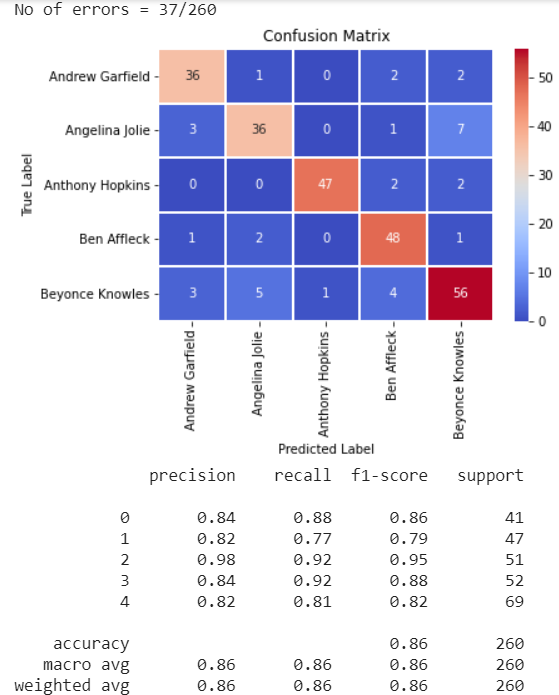 No of errors = 37/260
Confusion Matrix
Andrew Garfield 36 1 0 2 2
Angelina Jolie 3 36 0 1 7
Anthony Hopkins 0 0 47 2 2
Ben Affleck 1 2 0 48 1
Beyonce Knowles 3 5 1 4 56
True Label
50
40
30
20
10
0
Andrew Garfield
Angelina Jolie
Anthony Hopkins
Ben Affleck
Beyonce Knowles
Predicted Label
precision recall f1-score support
0 0.84 0.88 0.86 41
1 0.82 0.77 0.79 47
2 0.98 0.92 0.95 51
3 0.84 0.92 0.88 52
4 0.82 0.81 0.82 69
accuracy 0.86 260
macro avg 0.86 0.86 0.86 260
weighted avg 0.86 0.86 0.86 260